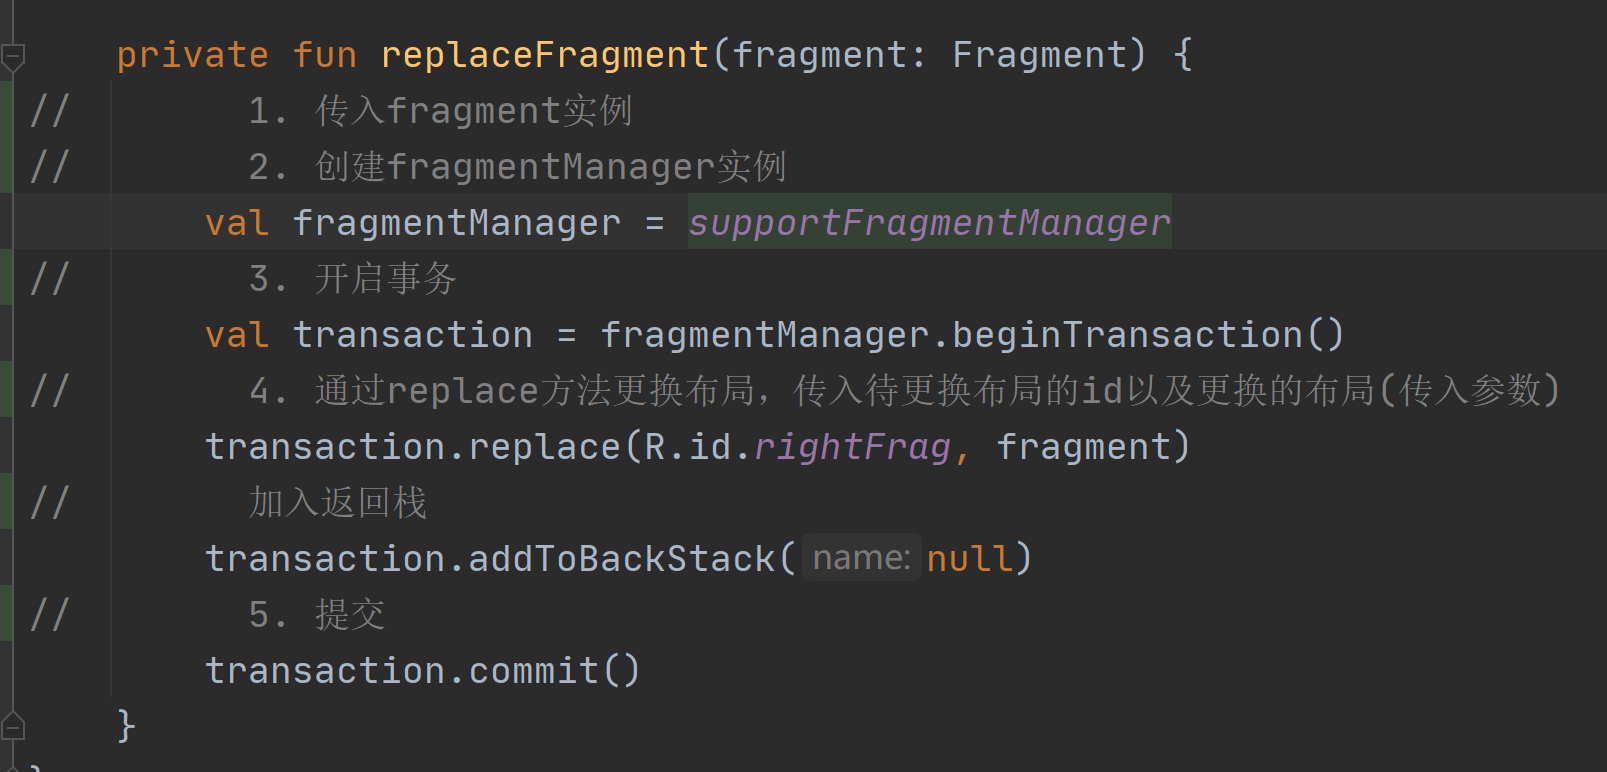 private fun replaceFragment(fragment: Fragment) {
//        1. 传入fragment实例
//        2. 创建fragmentManager实例
        val fragmentManager = supportFragmentManager
//        3. 开启事务
        val transaction = fragmentManager.beginTransaction()
//        4. 通过replace方法更换布局，传入待更换布局的id以及更换的布局(传入参数)
        transaction.replace(R.id.rightFrag, fragment)
//        加入返回栈
        transaction.addToBackStack( name: null)
//        5. 提交
        transaction.commit()
    }
}